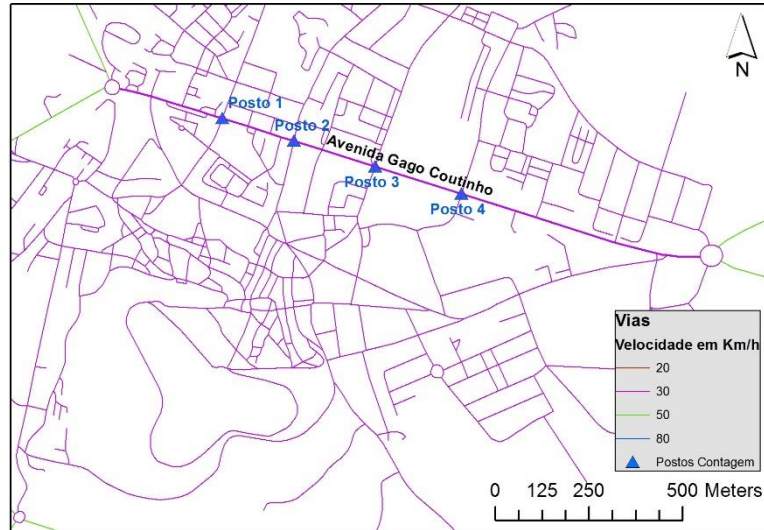 N
Posto 1
Posto 2
Avenida Gago Coutinho
Posto 3
Posto 4
Vias
Velocidade em Km/h
20
30
50
80
Postos Contagem
0 125 250 500 Meters